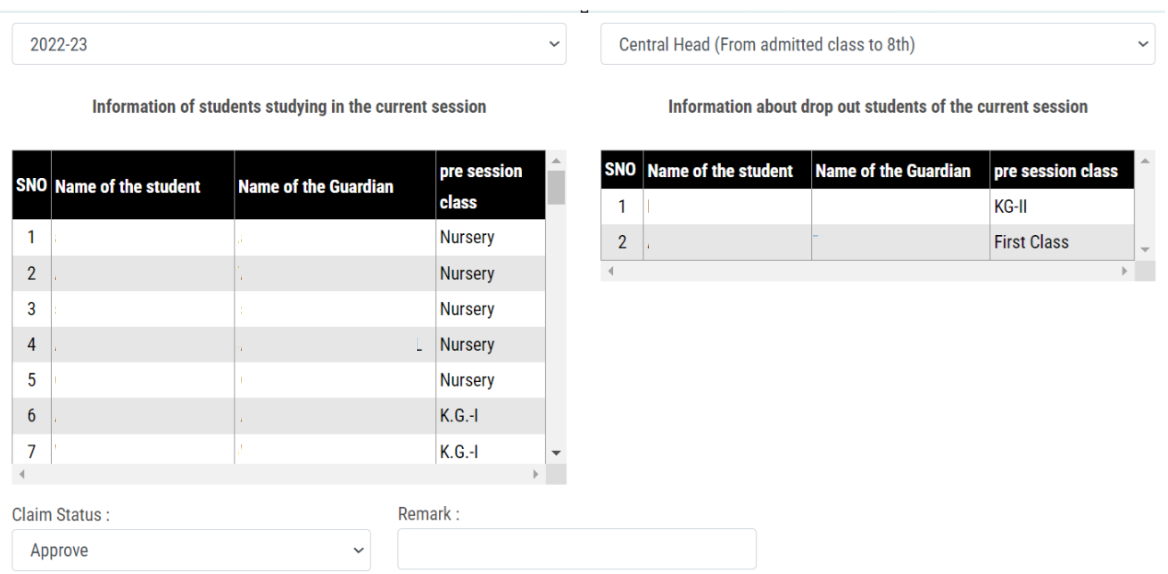 2022-23
Central Head (From admitted class to 8th)
Information of students studying in the current session
Information about drop out students of the current session
SNO Name of the student Name of the Guardian pre session class
1 Nursery
2 Nursery
3 Nursery
4 Nursery
5 Nursery
6 K.G.-I
7 K.G.-I
SNO Name of the student Name of the Guardian pre session class
1 KG-II
2 First Class
Claim Status :
Remark :
Approve